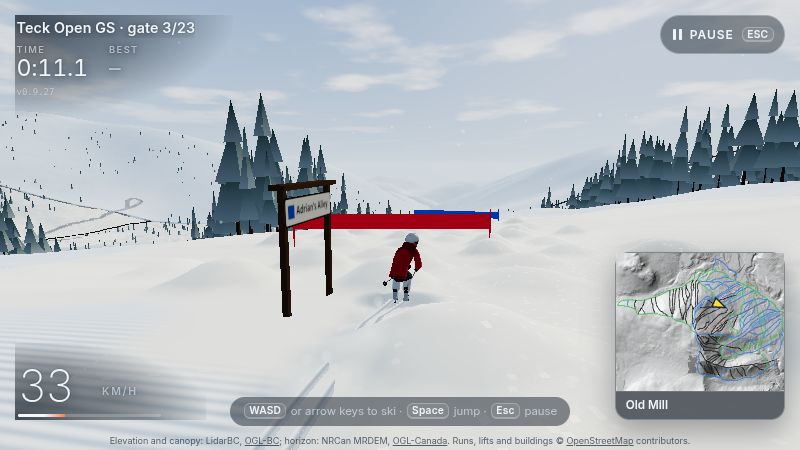 Teck Open GS · gate 3/23
TIME BEST
0:11.1 —
v0.9.27
PAUSE ESC
Adrian's Alley
33 KM/H
WASD or arrow keys to ski · Space jump · Esc pause
Old Mill
Elevation and canopy: LidarBC, OGL-BC; horizon: NRCan MRDEM, OGL-Canada. Runs, lifts and buildings © OpenStreetMap contributors.